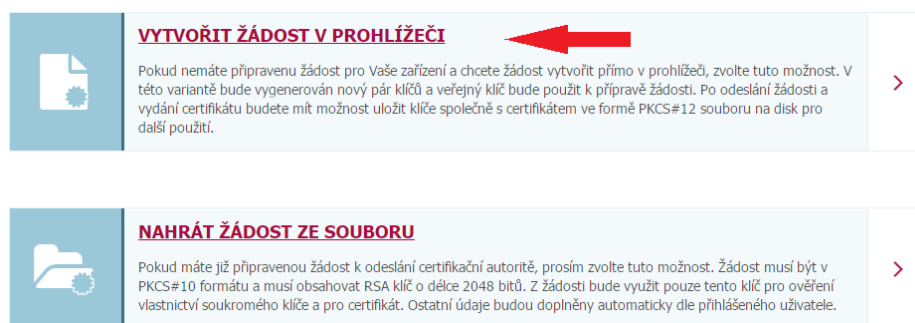 VYTVOŘIT ŽÁDOST V PROHLÍŽEČI
Pokud nemáte připravenu žádost pro Vaše zařízení a chcete žádost vytvořit přímo v prohlížeči, zvolte tuto možnost. V
této variantě bude vygenerován nový pár klíčů a veřejný klíč bude použit k přípravě žádosti. Po odeslání žádosti a
vydání certifikátu budete mít možnost uložit klíče společně s certifikátem ve formě PKCS#12 souboru na disk pro
další použití.
NAHRÁT ŽÁDOST ZE SOUBORU
Pokud máte již připravenou žádost k odeslání certifikační autoritě, prosím zvolte tuto možnost. Žádost musí být v
PKCS#10 formátu a musí obsahovat RSA klíč o délce 2048 bitů. Z žádosti bude využit pouze tento klíč pro ověření
vlastnictví soukromého klíče a pro certifikát. Ostatní údaje budou doplněny automaticky dle přihlášeného uživatele.